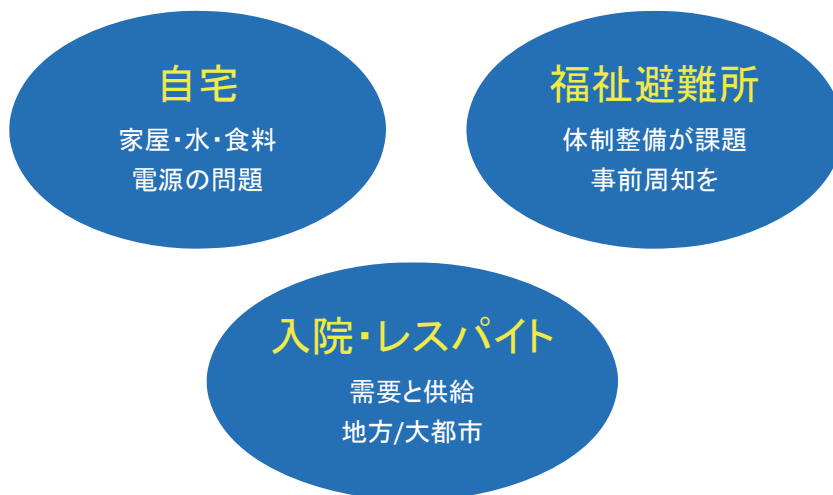 自宅
家屋・水・食料
電源の問題
福祉避難所
体制整備が課題
事前周知を
入院・レスパイト
需要と供給
地方/大都市